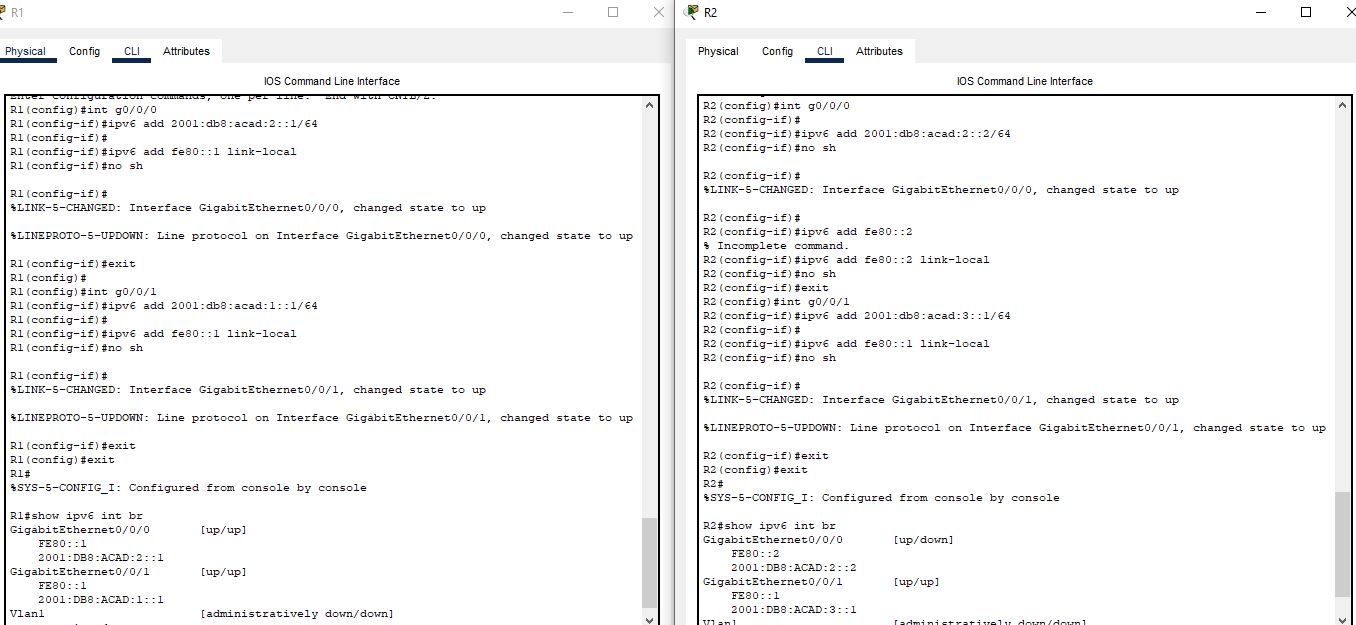 R1
Physical Config CLI Attributes
IOS Command Line Interface
Enter configuration commands, one per line. End with CNTL/Z.
R1(config)#int g0/0/0
R1(config-if)#ipv6 add 2001:db8:acad:2::1/64
R1(config-if)#
R1(config-if)#ipv6 add fe80::1 link-local
R1(config-if)#no sh
R1(config-if)#
%LINK-5-CHANGED: Interface GigabitEthernet0/0/0, changed state to up
%LINEPROTO-5-UPDOWN: Line protocol on Interface GigabitEthernet0/0/0, changed state to up
R1(config-if)#exit
R1(config)#
R1(config)#int g0/0/1
R1(config-if)#ipv6 add 2001:db8:acad:1::1/64
R1(config-if)#
R1(config-if)#ipv6 add fe80::1 link-local
R1(config-if)#no sh
R1(config-if)#
%LINK-5-CHANGED: Interface GigabitEthernet0/0/1, changed state to up
%LINEPROTO-5-UPDOWN: Line protocol on Interface GigabitEthernet0/0/1, changed state to up
R1(config-if)#exit
R1(config)#exit
R1#
%SYS-5-CONFIG_I: Configured from console by console
R1#show ipv6 int br
GigabitEthernet0/0/0 [up/up]
FE80::1
2001:DB8:ACAD:2::1
GigabitEthernet0/0/1 [up/up]
FE80::1
2001:DB8:ACAD:1::1
Vlan1 [administratively down/down]
R2
Physical Config CLI Attributes
IOS Command Line Interface
R2(config)#int g0/0/0
R2(config-if)#
R2(config-if)#ipv6 add 2001:db8:acad:2::2/64
R2(config-if)#no sh
R2(config-if)#
%LINK-5-CHANGED: Interface GigabitEthernet0/0/0, changed state to up
R2(config-if)#
R2(config-if)#ipv6 add fe80::2
% Incomplete command.
R2(config-if)#ipv6 add fe80::2 link-local
R2(config-if)#no sh
R2(config-if)#exit
R2(config)#int g0/0/1
R2(config-if)#ipv6 add 2001:db8:acad:3::1/64
R2(config-if)#
R2(config-if)#ipv6 add fe80::1 link-local
R2(config-if)#no sh
R2(config-if)#
%LINK-5-CHANGED: Interface GigabitEthernet0/0/1, changed state to up
%LINEPROTO-5-UPDOWN: Line protocol on Interface GigabitEthernet0/0/1, changed state to up
R2(config-if)#exit
R2(config)#exit
R2#
%SYS-5-CONFIG_I: Configured from console by console
R2#show ipv6 int br
GigabitEthernet0/0/0 [up/down]
FE80::2
2001:DB8:ACAD:2::2
GigabitEthernet0/0/1 [up/up]
FE80::1
2001:DB8:ACAD:3::1
Vlan1 [administratively down/down]